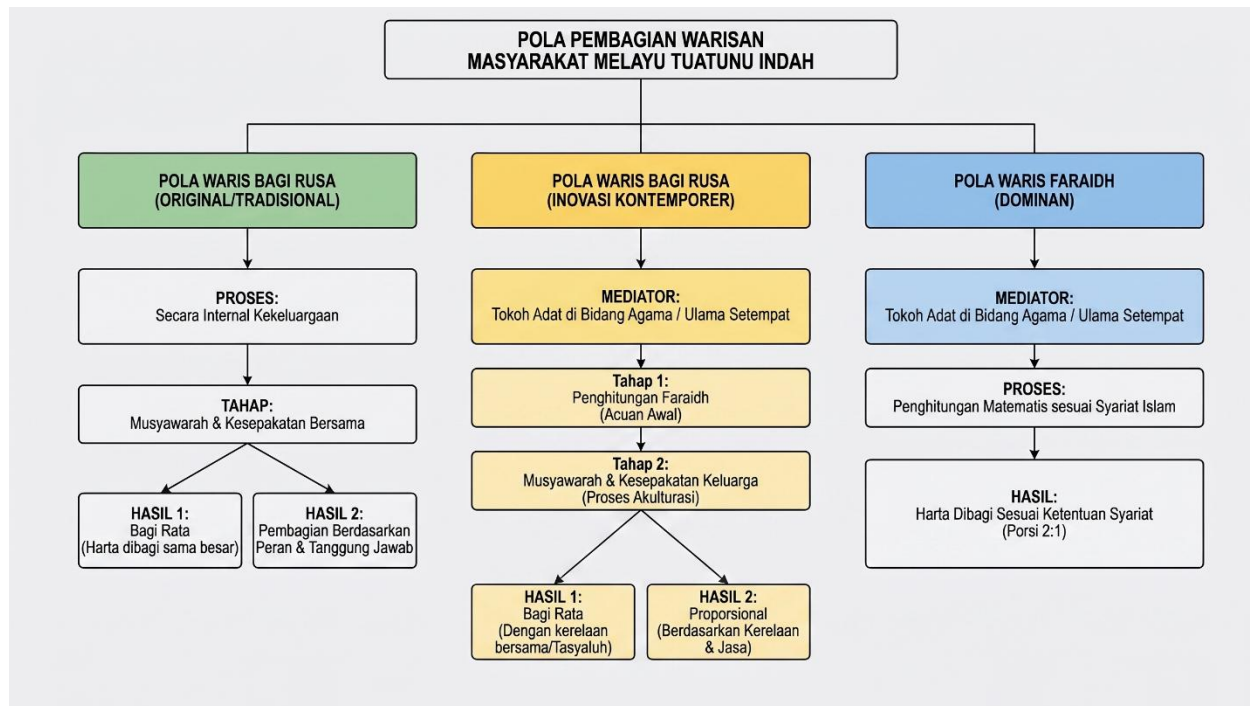 POLA PEMBAGIAN WARISAN
MASYARAKAT MELAYU TUATUNU INDAH
POLA WARIS BAGI RUSA
(ORIGINAL/TRADISIONAL)
PROSES:
Secara Internal Kekeluargaan
TAHAP:
Musyawarah & Kesepakatan Bersama
HASIL 1:
Bagi Rata
(Harta dibagi sama besar)
HASIL 2:
Pembagian Berdasarkan
Peran & Tanggung Jawab
POLA WARIS BAGI RUSA
(INOVASI KONTEMPORER)
MEDIATOR:
Tokoh Adat di Bidang Agama / Ulama Setempat
Tahap 1:
Penghitungan Faraidh
(Acuan Awal)
Tahap 2:
Musyawarah & Kesepakatan Keluarga
(Proses Akulturasi)
HASIL 1:
Bagi Rata
(Dengan kerelaan
bersama/Tasyaluh)
HASIL 2:
Proporsional
(Berdasarkan Kerelaan
& Jasa)
POLA WARIS FARAIDH
(DOMINAN)
MEDIATOR:
Tokoh Adat di Bidang Agama / Ulama Setempat
PROSES:
Penghitungan Matematis sesuai Syariat Islam
HASIL:
Harta Dibagi Sesuai Ketentuan Syariat
(Porsi 2:1)